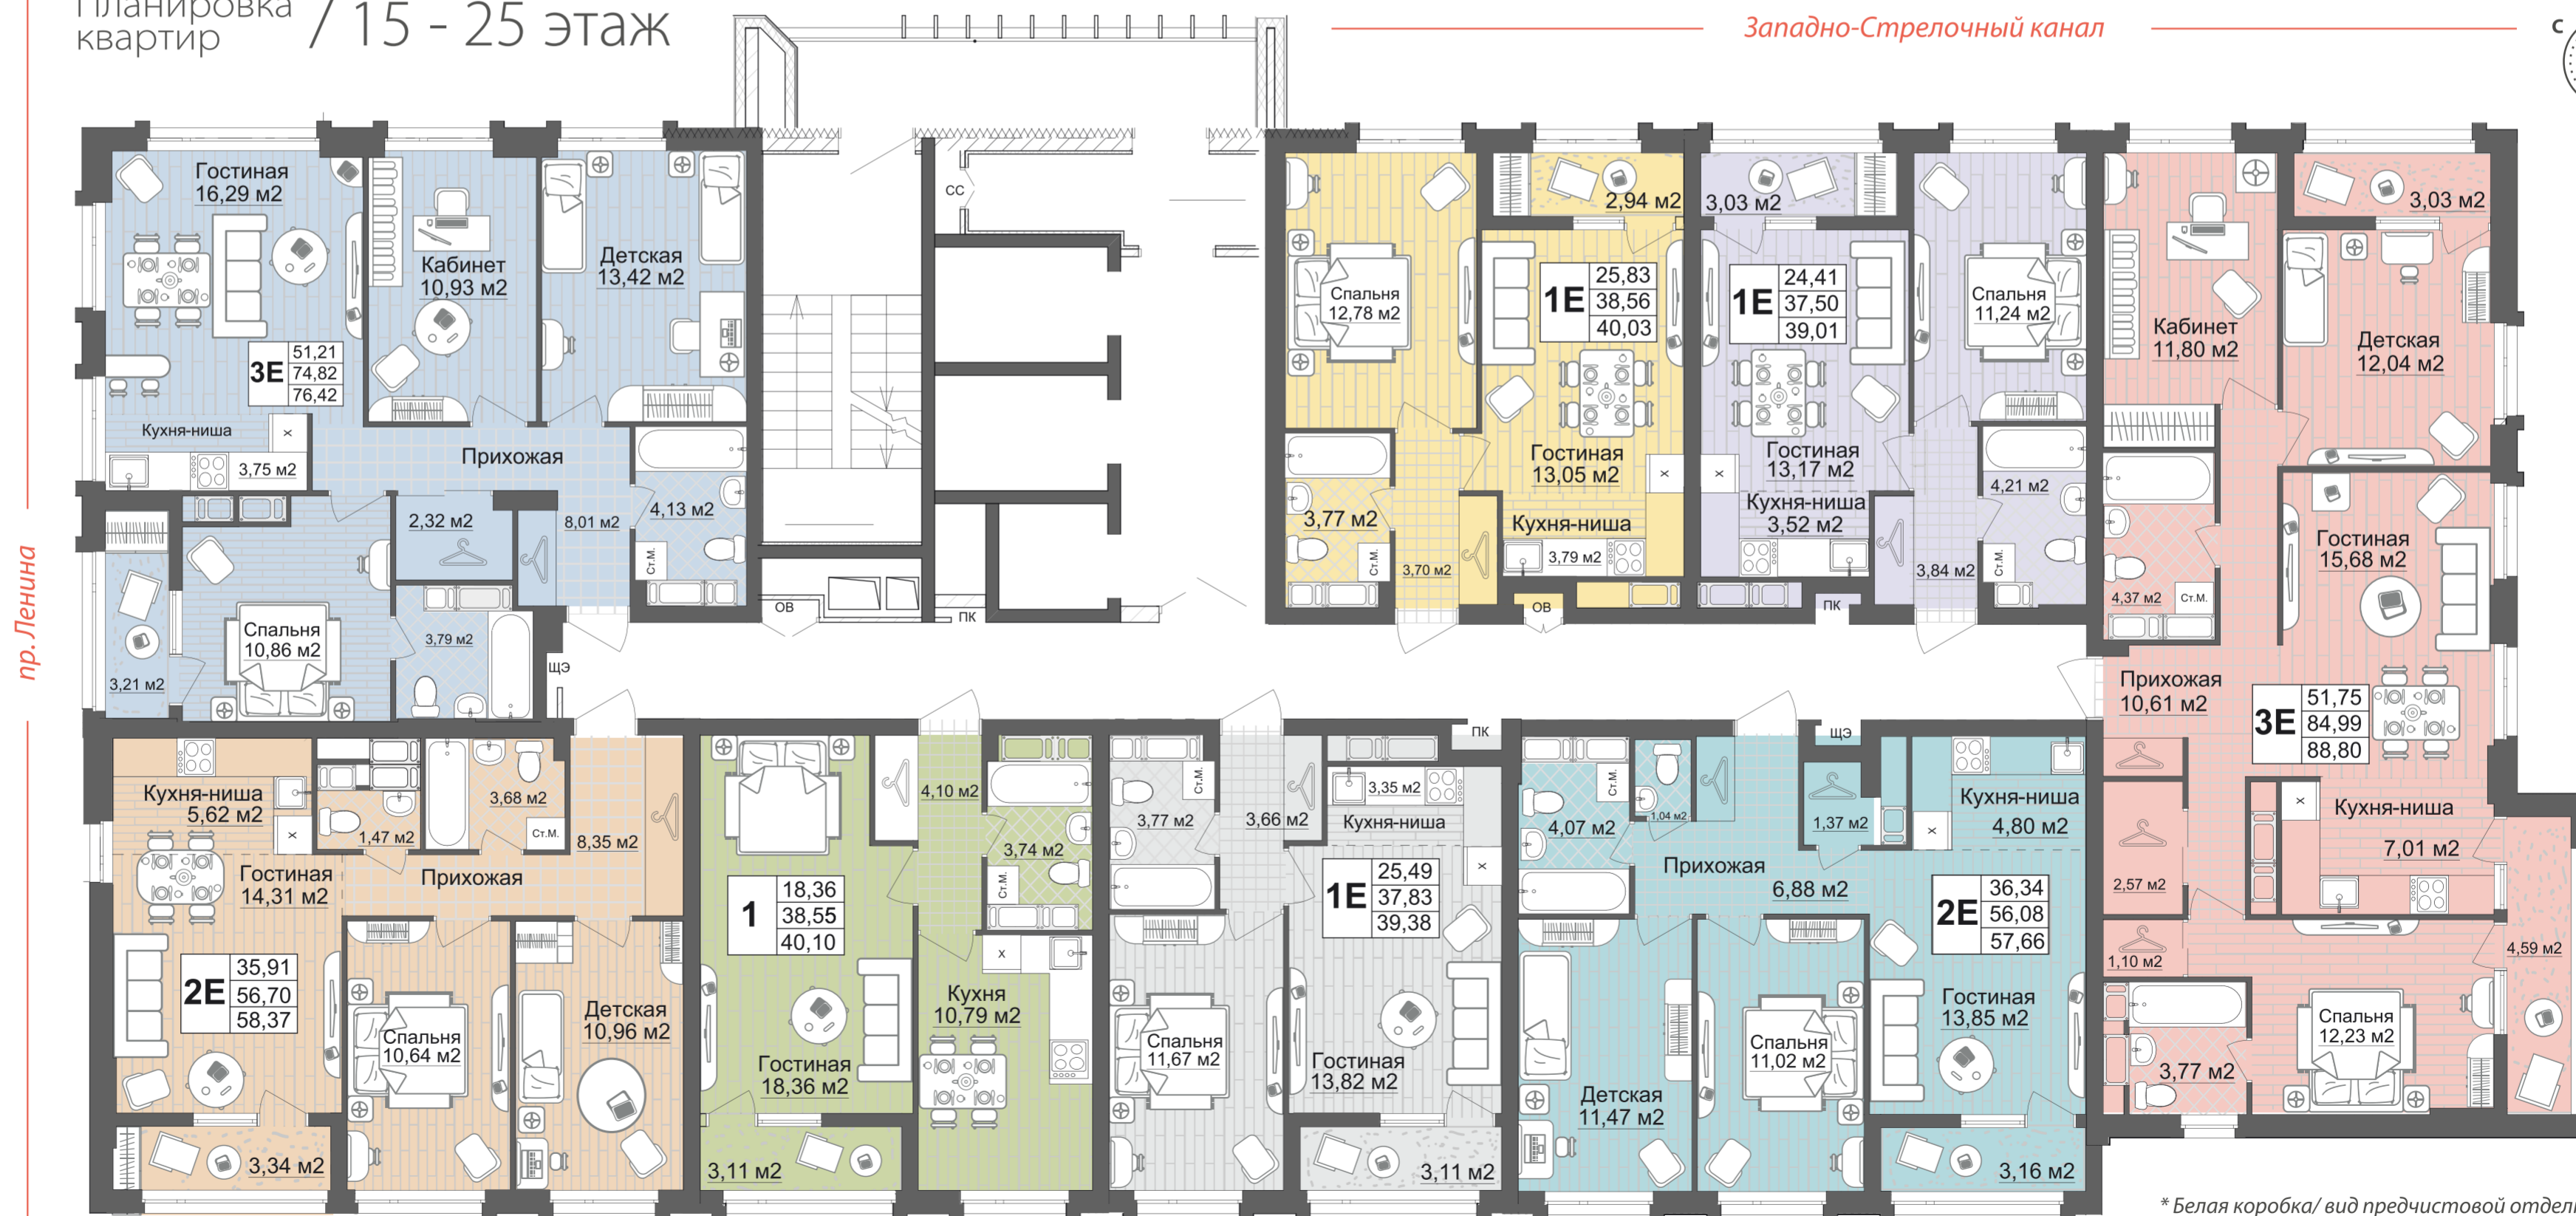 Планировка
квартир
/ 15 - 25 этаж
Западно-Стрелочный канал
С
пр. Ленина
Гостиная
16,29 м2
Кабинет
10,93 м2
Детская
13,42 м2
3Е
51,21
74,82
76,42
Кухня-ниша
х
3,75 м2
Прихожая
2,32 м2
8,01 м2
4,13 м2
Ст.М.
Спальня
10,86 м2
3,79 м2
3,21 м2
ЩЭ
СС
ОВ
ПК
Спальня
12,78 м2
2,94 м2
1Е
25,83
38,56
40,03
Гостиная
13,05 м2
х
Кухня-ниша
3,79 м2
3,77 м2
Ст.М.
3,70 м2
ОВ
3,03 м2
1Е
24,41
37,50
39,01
Спальня
11,24 м2
Гостиная
13,17 м2
х
Кухня-ниша
3,52 м2
4,21 м2
Ст.М.
3,84 м2
ПК
3,03 м2
Кабинет
11,80 м2
Детская
12,04 м2
Гостиная
15,68 м2
4,37 м2
Ст.М.
Прихожая
10,61 м2
3Е
51,75
84,99
88,80
х
Кухня-ниша
7,01 м2
2,57 м2
1,10 м2
4,59 м2
Спальня
12,23 м2
3,77 м2
Кухня-ниша
5,62 м2
х
1,47 м2
3,68 м2
Ст.М.
8,35 м2
Гостиная
14,31 м2
Прихожая
2Е
35,91
56,70
58,37
Спальня
10,64 м2
Детская
10,96 м2
3,34 м2
4,10 м2
3,74 м2
Ст.М.
1
18,36
38,55
40,10
х
Кухня
10,79 м2
Гостиная
18,36 м2
3,11 м2
ПК
3,77 м2
Ст.М.
3,66 м2
3,35 м2
Кухня-ниша
х
1Е
25,49
37,83
39,38
Спальня
11,67 м2
Гостиная
13,82 м2
3,11 м2
ЩЭ
4,07 м2
Ст.М.
1,04 м2
1,37 м2
х
Кухня-ниша
4,80 м2
Прихожая
6,88 м2
2Е
36,34
56,08
57,66
Гостиная
13,85 м2
Спальня
11,02 м2
Детская
11,47 м2
3,16 м2
* Белая коробка/ вид предчистовой